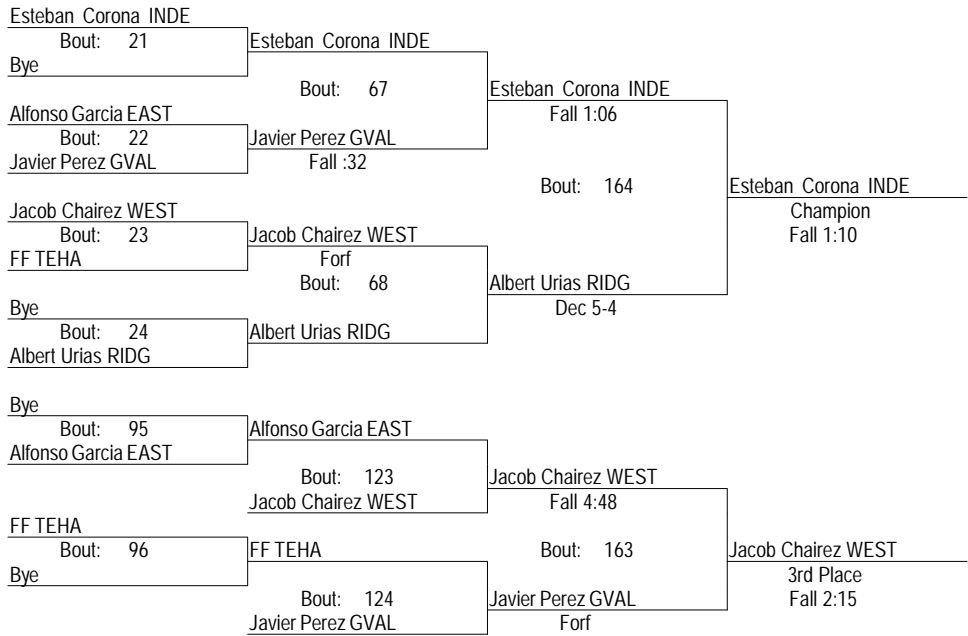 Esteban Corona INDE
Bout: 21
Bye
Esteban Corona INDE
Bout: 67
Alfonso Garcia EAST
Bout: 22
Javier Perez GVAL
Javier Perez GVAL
Fall :32
Esteban Corona INDE
Fall 1:06
Bout: 164
Jacob Chairez WEST
Bout: 23
FF TEHA
Jacob Chairez WEST
Forf
Bout: 68
Bye
Bout: 24
Albert Urias RIDG
Albert Urias RIDG
Albert Urias RIDG
Dec 5-4
Esteban Corona INDE
Champion
Fall 1:10
Bye
Bout: 95
Alfonso Garcia EAST
Alfonso Garcia EAST
Bout: 123
Jacob Chairez WEST
Jacob Chairez WEST
Fall 4:48
FF TEHA
Bout: 96
Bye
FF TEHA
Bout: 124
Javier Perez GVAL
Bout: 163
Javier Perez GVAL
Forf
Jacob Chairez WEST
3rd Place
Fall 2:15